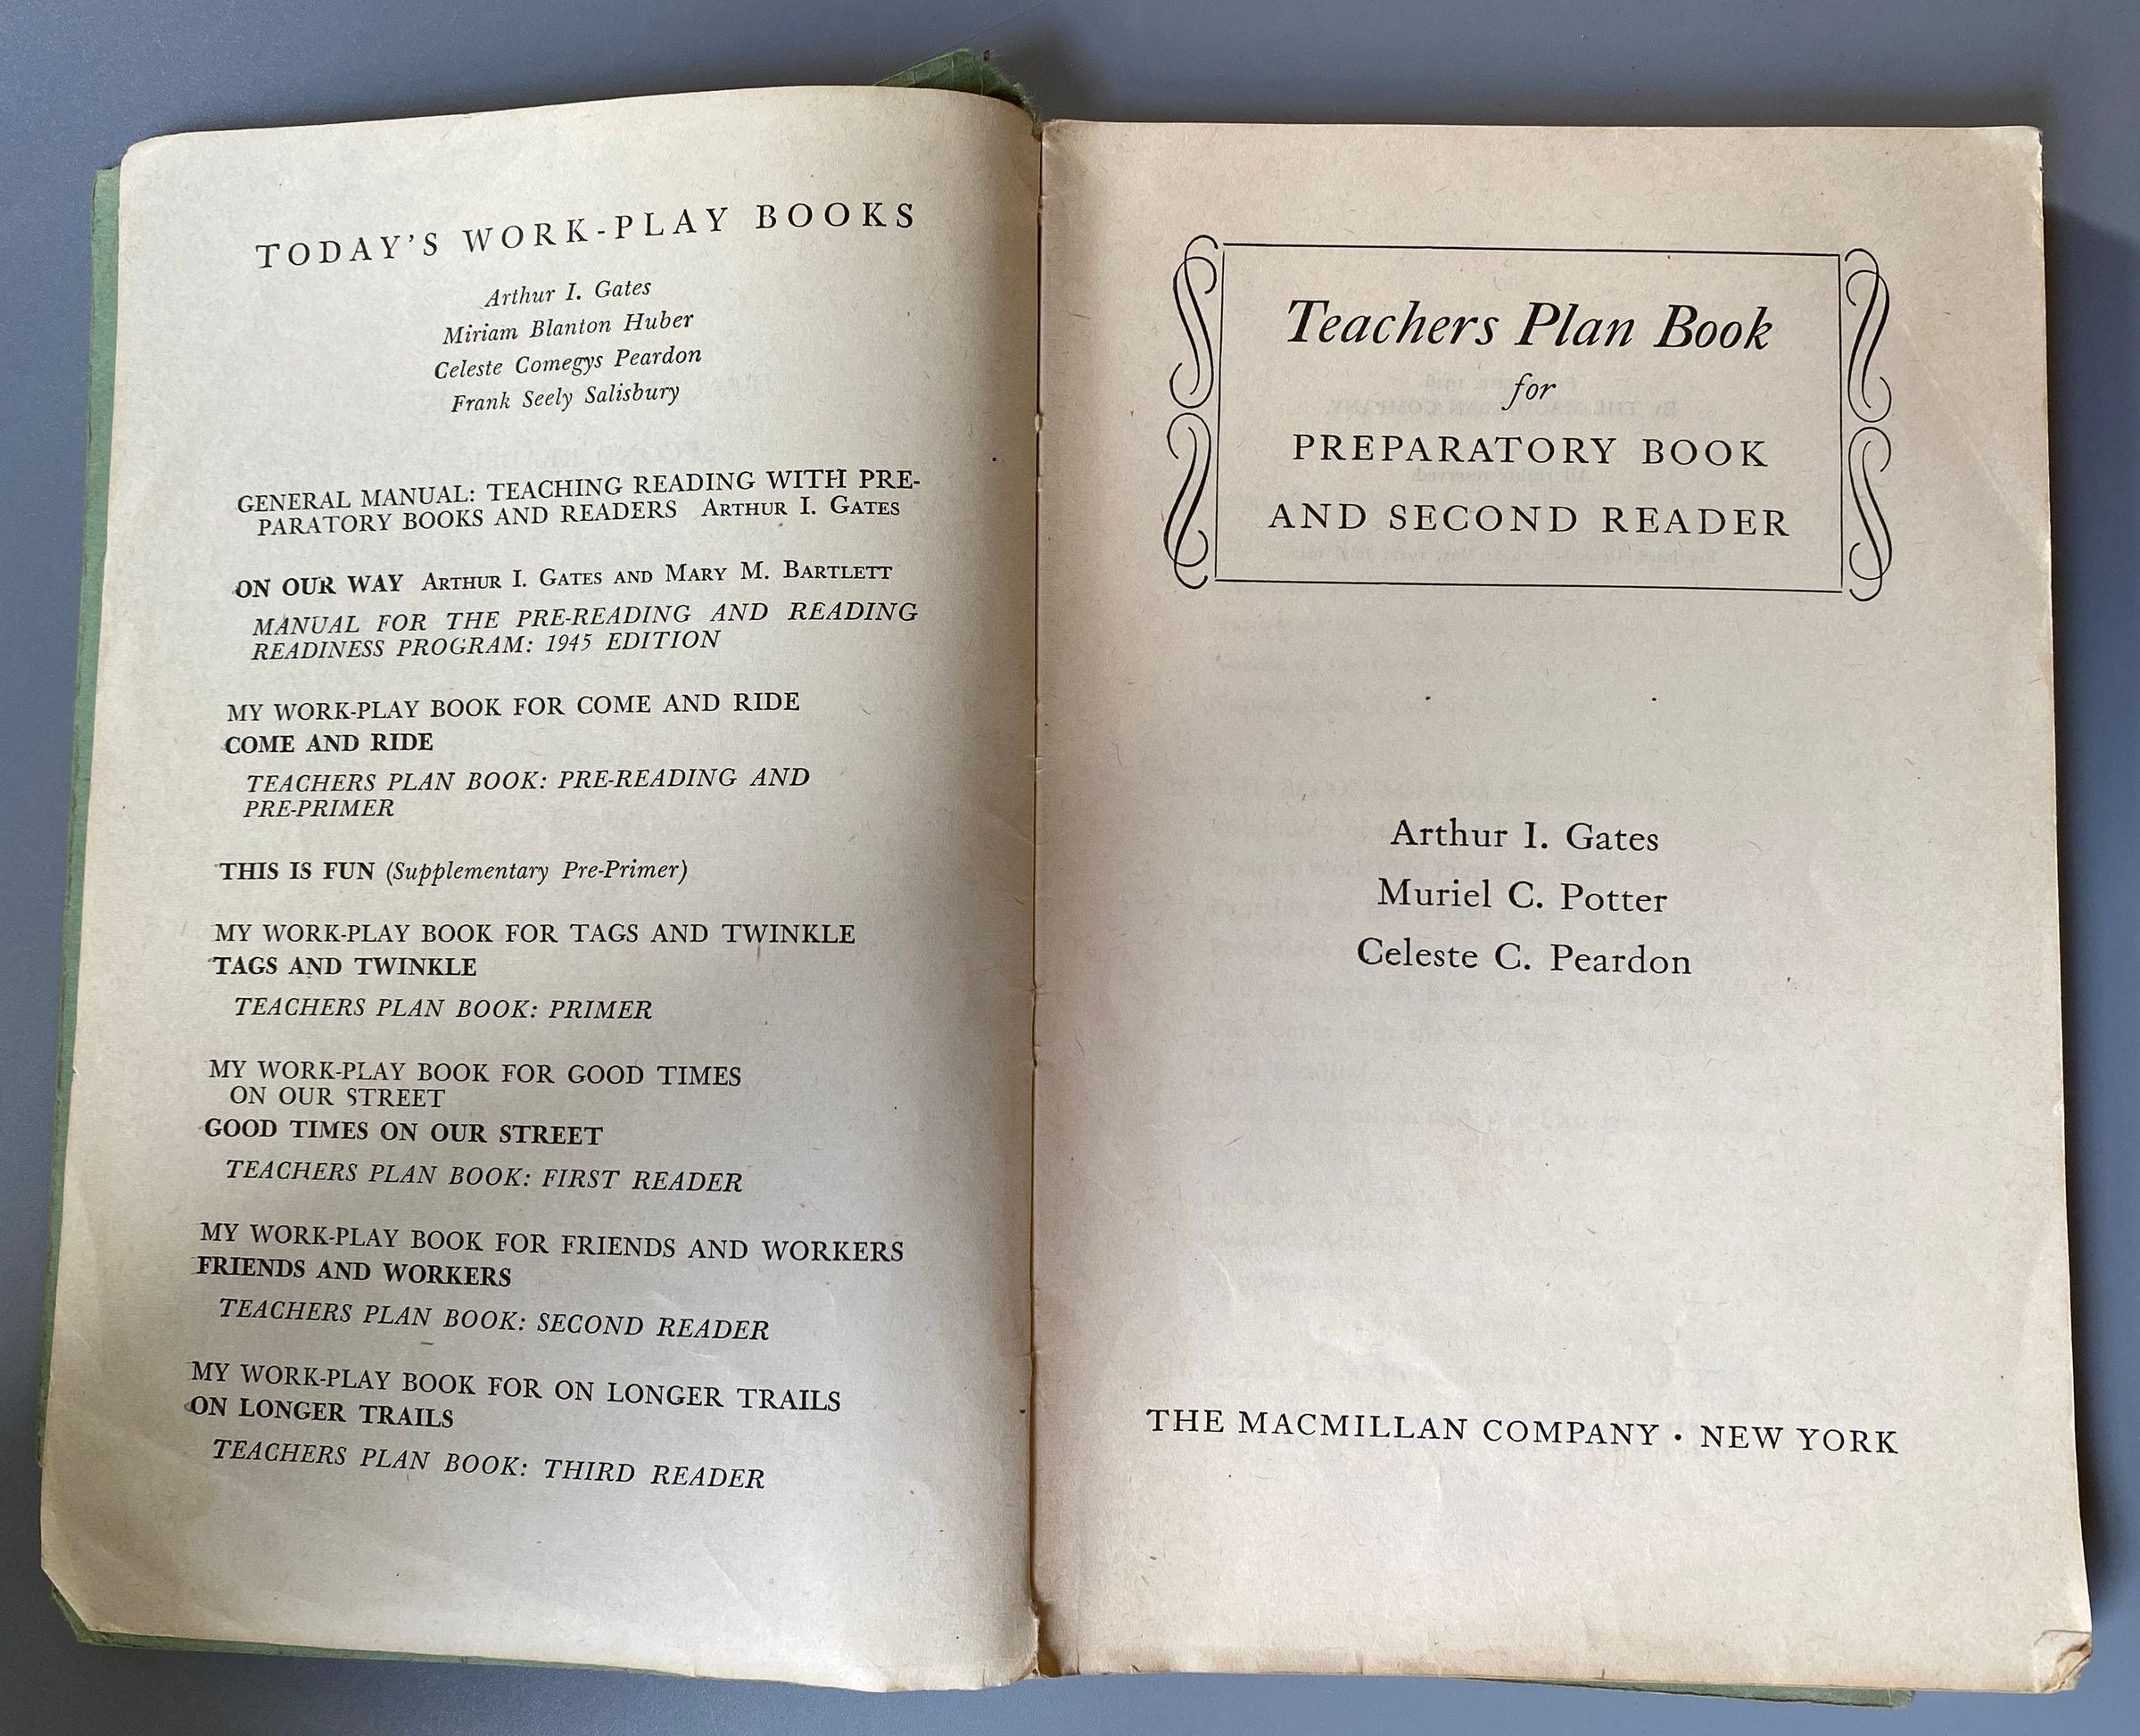 TODAY'S WORK-PLAY BOOKS
Arthur I. Gates
Miriam Blanton Huber
Celeste Comegys Peardon
Frank Seely Salisbury
GENERAL MANUAL: TEACHING READING WITH PRE-
PARATORY BOOKS AND READERS ARTHUR I. GATES
ON OUR WAY ARTHUR I. GATES AND MARY M. BARTLETT
MANUAL FOR THE PRE-READING AND READING
READINESS PROGRAM: 1945 EDITION
MY WORK-PLAY BOOK FOR COME AND RIDE
COME AND RIDE
TEACHERS PLAN BOOK: PRE-READING AND
PRE-PRIMER
THIS IS FUN (Supplementary Pre-Primer)
MY WORK-PLAY BOOK FOR TAGS AND TWINKLE
TAGS AND TWINKLE
TEACHERS PLAN BOOK: PRIMER
MY WORK-PLAY BOOK FOR GOOD TIMES
ON OUR STREET
GOOD TIMES ON OUR STREET
TEACHERS PLAN BOOK: FIRST READER
MY WORK-PLAY BOOK FOR FRIENDS AND WORKERS
FRIENDS AND WORKERS
TEACHERS PLAN BOOK: SECOND READER
MY WORK-PLAY BOOK FOR ON LONGER TRAILS
ON LONGER TRAILS
TEACHERS PLAN BOOK: THIRD READER
Teachers Plan Book
for
PREPARATORY BOOK
AND SECOND READER
Arthur I. Gates
Muriel C. Potter
Celeste C. Peardon
THE MACMILLAN COMPANY · NEW YORK